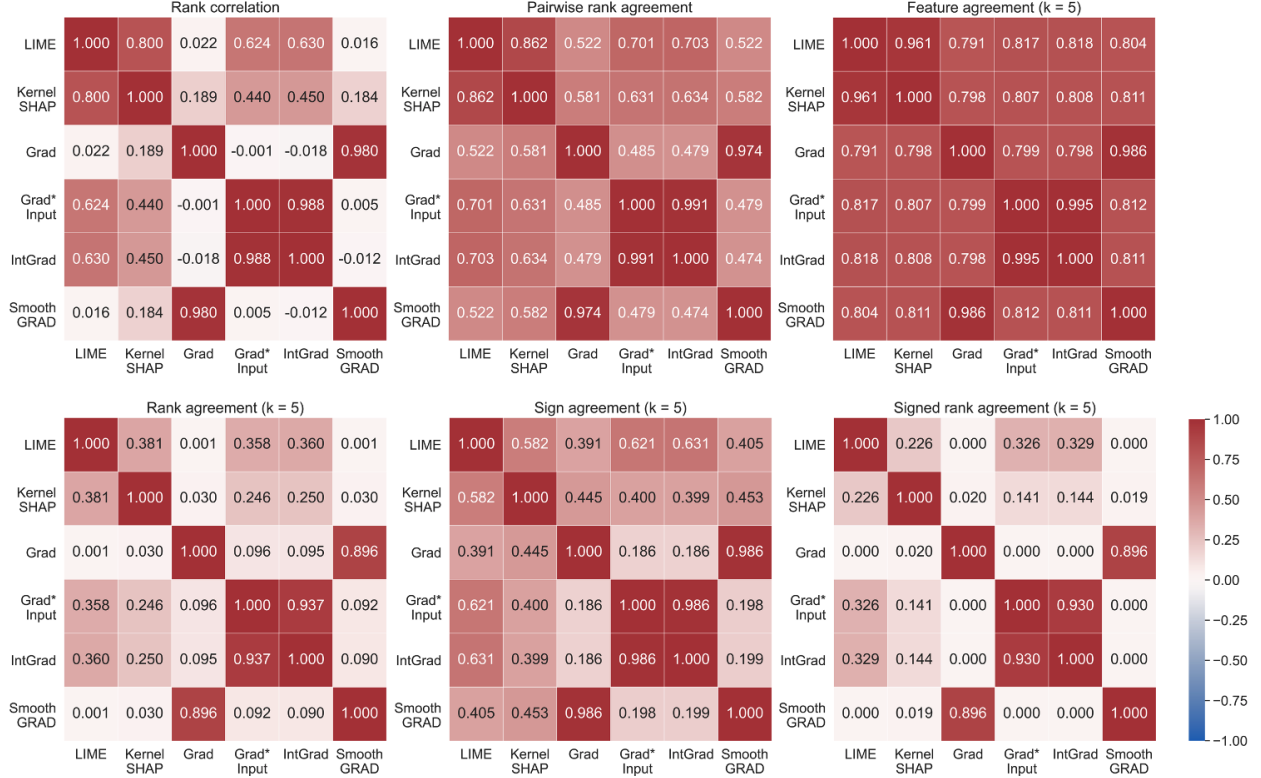 Rank correlation
LIME 1.000 0.800 0.022 0.624 0.630 0.016
Kernel
SHAP 0.800 1.000 0.189 0.440 0.450 0.184
Grad 0.022 0.189 1.000 -0.001 -0.018 0.980
Grad*
Input 0.624 0.440 -0.001 1.000 0.988 0.005
IntGrad 0.630 0.450 -0.018 0.988 1.000 -0.012
Smooth
GRAD 0.016 0.184 0.980 0.005 -0.012 1.000
LIME Kernel Grad Grad* IntGrad Smooth
SHAP Input GRAD
Pairwise rank agreement
LIME 1.000 0.862 0.522 0.701 0.703 0.522
Kernel
SHAP 0.862 1.000 0.581 0.631 0.634 0.582
Grad 0.522 0.581 1.000 0.485 0.479 0.974
Grad*
Input 0.701 0.631 0.485 1.000 0.991 0.479
IntGrad 0.703 0.634 0.479 0.991 1.000 0.474
Smooth
GRAD 0.522 0.582 0.974 0.479 0.474 1.000
LIME Kernel Grad Grad* IntGrad Smooth
SHAP Input GRAD
Feature agreement (k = 5)
LIME 1.000 0.961 0.791 0.817 0.818 0.804
Kernel
SHAP 0.961 1.000 0.798 0.807 0.808 0.811
Grad 0.791 0.798 1.000 0.799 0.798 0.986
Grad*
Input 0.817 0.807 0.799 1.000 0.995 0.812
IntGrad 0.818 0.808 0.798 0.995 1.000 0.811
Smooth
GRAD 0.804 0.811 0.986 0.812 0.811 1.000
LIME Kernel Grad Grad* IntGrad Smooth
SHAP Input GRAD
Rank agreement (k = 5)
LIME 1.000 0.381 0.001 0.358 0.360 0.001
Kernel
SHAP 0.381 1.000 0.030 0.246 0.250 0.030
Grad 0.001 0.030 1.000 0.096 0.095 0.896
Grad*
Input 0.358 0.246 0.096 1.000 0.937 0.092
IntGrad 0.360 0.250 0.095 0.937 1.000 0.090
Smooth
GRAD 0.001 0.030 0.896 0.092 0.090 1.000
LIME Kernel Grad Grad* IntGrad Smooth
SHAP Input GRAD
Sign agreement (k = 5)
LIME 1.000 0.582 0.391 0.621 0.631 0.405
Kernel
SHAP 0.582 1.000 0.445 0.400 0.399 0.453
Grad 0.391 0.445 1.000 0.186 0.186 0.986
Grad*
Input 0.621 0.400 0.186 1.000 0.986 0.198
IntGrad 0.631 0.399 0.186 0.986 1.000 0.199
Smooth
GRAD 0.405 0.453 0.986 0.198 0.199 1.000
LIME Kernel Grad Grad* IntGrad Smooth
SHAP Input GRAD
Signed rank agreement (k = 5)
LIME 1.000 0.226 0.000 0.326 0.329 0.000
Kernel
SHAP 0.226 1.000 0.020 0.141 0.144 0.019
Grad 0.000 0.020 1.000 0.000 0.000 0.896
Grad*
Input 0.326 0.141 0.000 1.000 0.930 0.000
IntGrad 0.329 0.144 0.000 0.930 1.000 0.000
Smooth
GRAD 0.000 0.019 0.896 0.000 0.000 1.000
LIME Kernel Grad Grad* IntGrad Smooth
SHAP Input GRAD
1.00
0.75
0.50
0.25
0.00
−0.25
−0.50
−0.75
−1.00